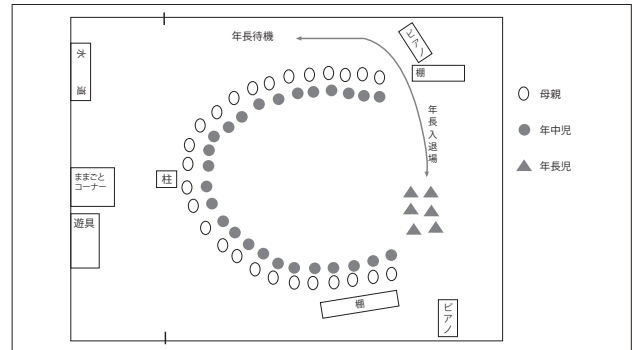 年長待機
ピアノ
棚
水道
年長入退場
母親
年中児
年長児
ままごと
コーナー
柱
遊具
棚
ピアノ